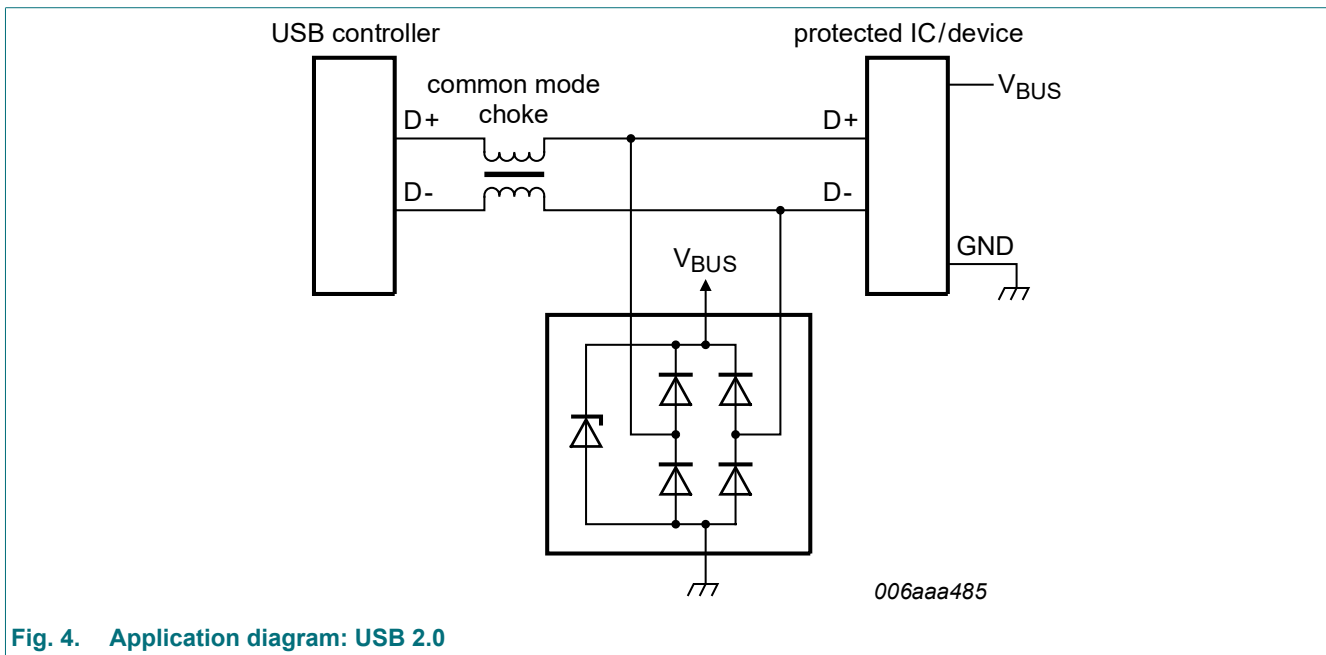 USB controller
protected IC/device
common mode
choke
VBUS
D+
D+
D-
D-
GND
VBUS
006aaa485
Fig. 4. Application diagram: USB 2.0